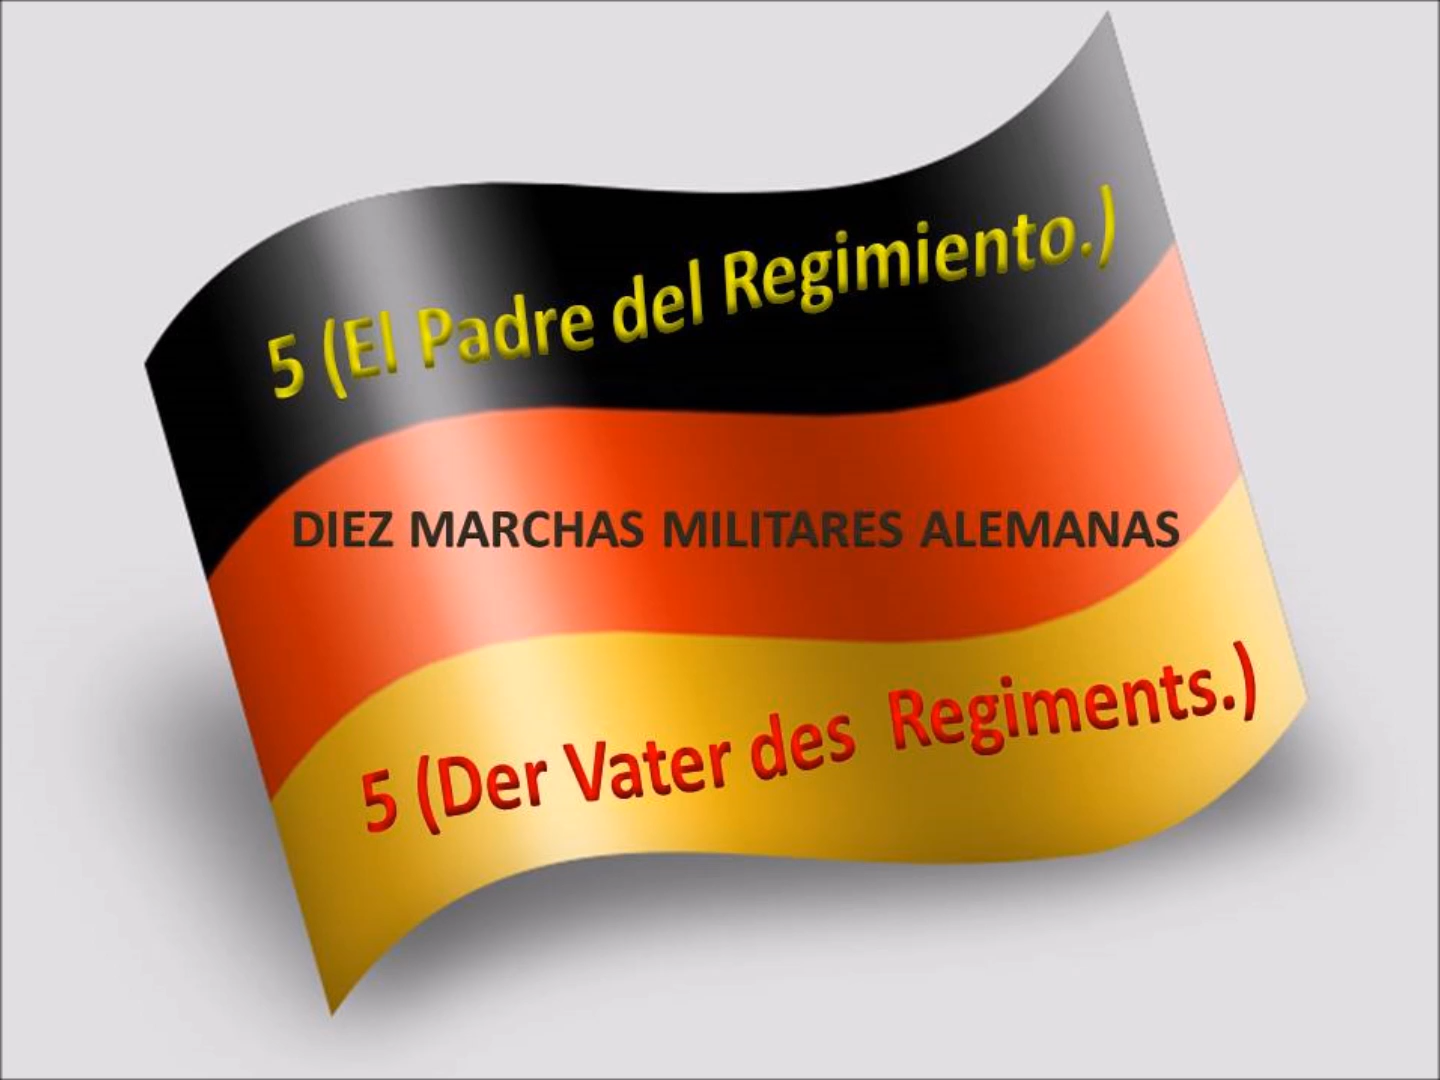 5 (El Padre del Regimiento.)
DIEZ MARCHAS MILITARES ALEMANAS
5 (Der Vater des Regiments.)